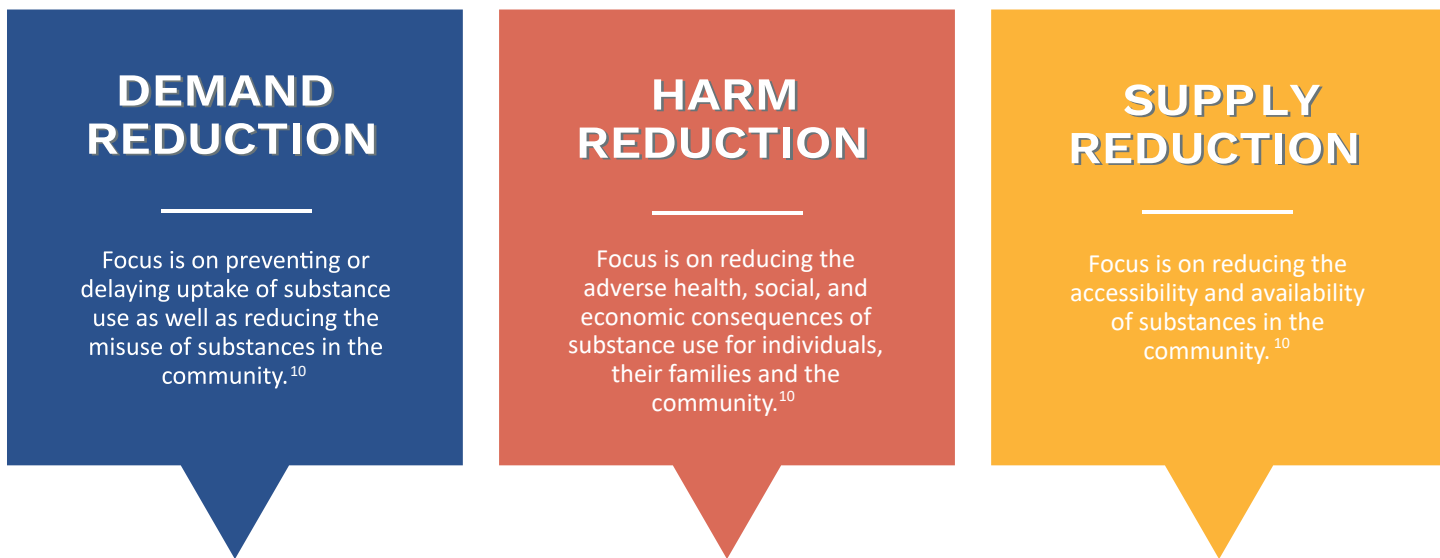 DEMAND
REDUCTION
Focus is on preventing or
delaying uptake of substance
use as well as reducing the
misuse of substances in the
community.10
HARM
REDUCTION
Focus is on reducing the
adverse health, social, and
economic consequences of
substance use for individuals,
their families and the
community.10
SUPPLY
REDUCTION
Focus is on reducing the
accessibility and availability
of substances in the
community. 10